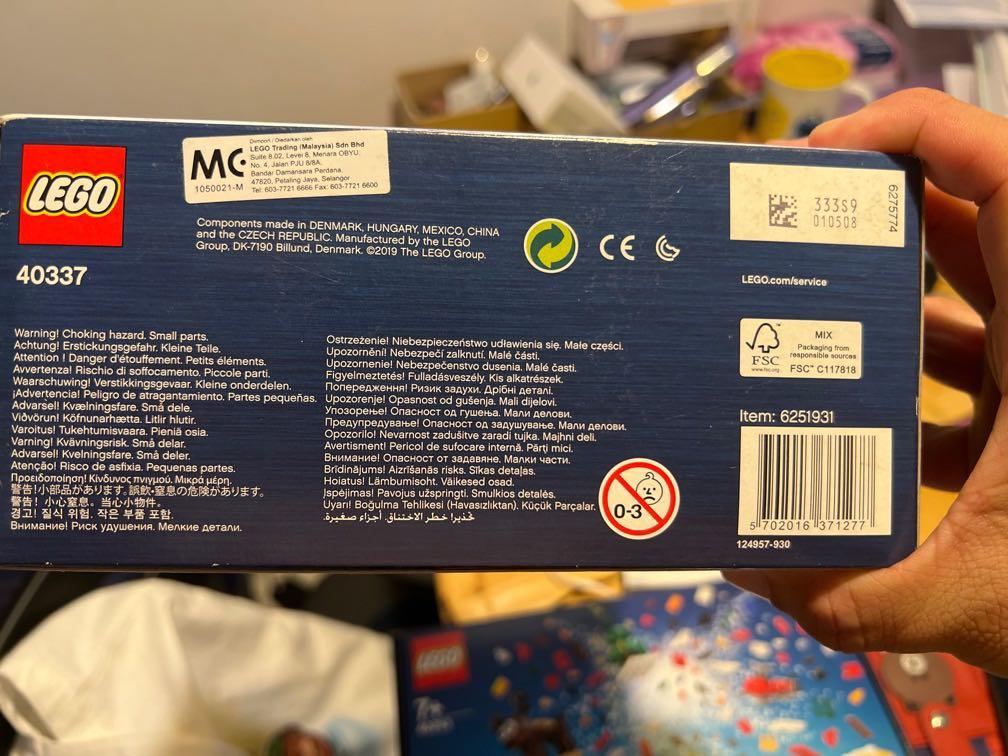 LEGO
40337
MC
1050021-M
Diimport / Diedarkan oleh
LEGO Trading (Malaysia) Sdn Bhd
Suite 8.02, Level 8, Menara OBYU,
No. 4, Jalan PJU 8/8A,
Bandar Damansara Perdana,
47820, Petaling Jaya, Selangor
Tel: 603-7721 6666 Fax: 603-7721 6600
Components made in DENMARK, HUNGARY, MEXICO, CHINA
and the CZECH REPUBLIC. Manufactured by the LEGO
Group, DK-7190 Billund, Denmark. ©2019 The LEGO Group.
CE
333S9
010508
6275774
LEGO.com/service
FSC
www.fsc.org
MIX
Packaging from
responsible sources
FSC™ C117818
Item: 6251931
5 702016 371277
124957-930
Warning! Choking hazard. Small parts.
Achtung! Erstickungsgefahr. Kleine Teile.
Attention ! Danger d'étouffement. Petits éléments.
Avvertenza! Rischio di soffocamento. Piccole parti.
Waarschuwing! Verstikkingsgevaar. Kleine onderdelen.
¡Advertencia! Peligro de atragantamiento. Partes pequeñas.
Advarsel! Kvælningsfare. Små dele.
Viðvörun! Köfnunarhætta. Litlir hlutir.
Varoitus! Tukehtumisvaara. Pieniä osia.
Varning! Kvävningsrisk. Små delar.
Advarsel! Kvelningsfare. Små deler.
Atenção! Risco de asfixia. Pequenas partes.
Προειδοποίηση! Κίνδυνος πνιγμού. Μικρά μέρη.
警告!小部品があります。誤飲・窒息の危険があります。
警告! 小心窒息。当心小物件。
경고! 질식 위험. 작은 부품 포함.
Внимание! Риск удушения. Мелкие детали.
Ostrzeżenie! Niebezpieczeństwo udławienia się. Małe części.
Upozornění! Nebezpečí zalknutí. Malé části.
Upozornenie! Nebezpečenstvo dusenia. Malé časti.
Figyelmeztetés! Fulladásveszély. Kis alkatrészek.
Попередження! Ризик задухи. Дрібні деталі.
Upozorenje! Opasnost od gušenja. Mali dijelovi.
Упозорење! Опасност од гушења. Мали делови.
Предупредување! Опасност од задушување. Мали делови.
Opozorilo! Nevarnost zadušitve zaradi tujka. Majhni deli.
Avertisment! Pericol de sufocare internă. Părți mici.
Внимание! Опасност от задавяне. Малки части.
Brīdinājums! Aizrīšanās risks. Sīkas detaļas.
Hoiatus! Lämbumisoht. Väikesed osad.
Įspėjimas! Pavojus užspringti. Smulkios detalės.
Uyarı! Boğulma Tehlikesi (Havasızlıktan). Küçük Parçalar.
تحذير! خطر الاختناق. أجزاء صغيرة.
0-3
LEGO
7+